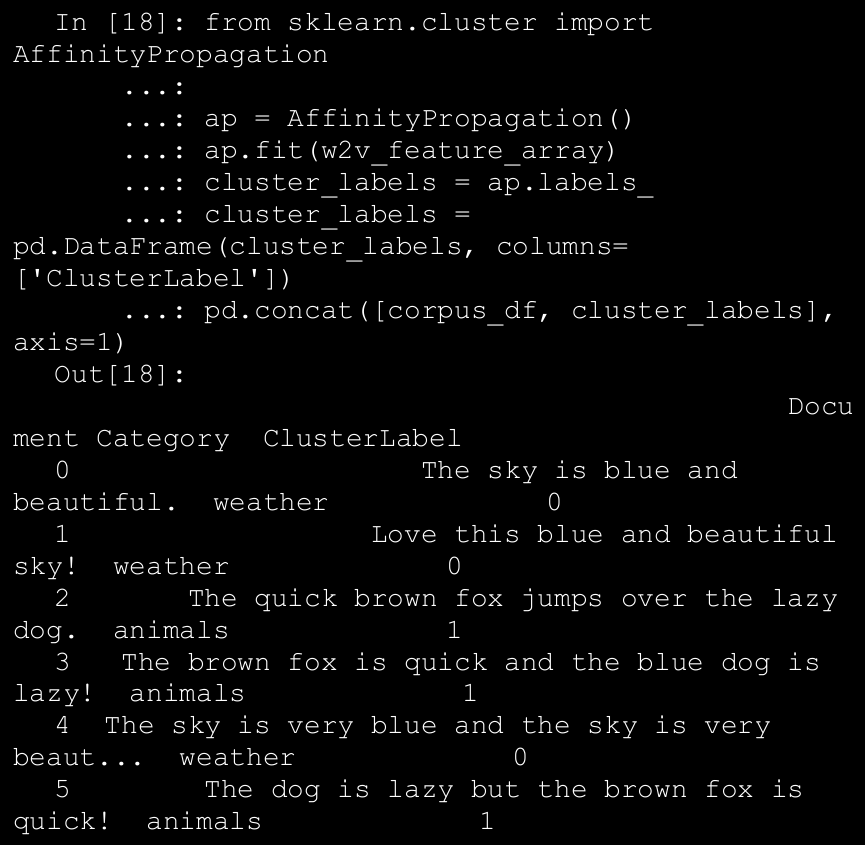 In [18]: from sklearn.cluster import
AffinityPropagation
...:
...: ap = AffinityPropagation()
...: ap.fit(w2v_feature_array)
...: cluster_labels = ap.labels_
...: cluster_labels =
pd.DataFrame(cluster_labels, columns=
['ClusterLabel'])
...: pd.concat([corpus_df, cluster_labels],
axis=1)
Out[18]:
Docu
ment Category  ClusterLabel
0 The sky is blue and
beautiful.  weather 0
1 Love this blue and beautiful
sky!  weather 0
2 The quick brown fox jumps over the lazy
dog.  animals 1
3 The brown fox is quick and the blue dog is
lazy!  animals 1
4 The sky is very blue and the sky is very
beaut...  weather 0
5 The dog is lazy but the brown fox is
quick!  animals 1